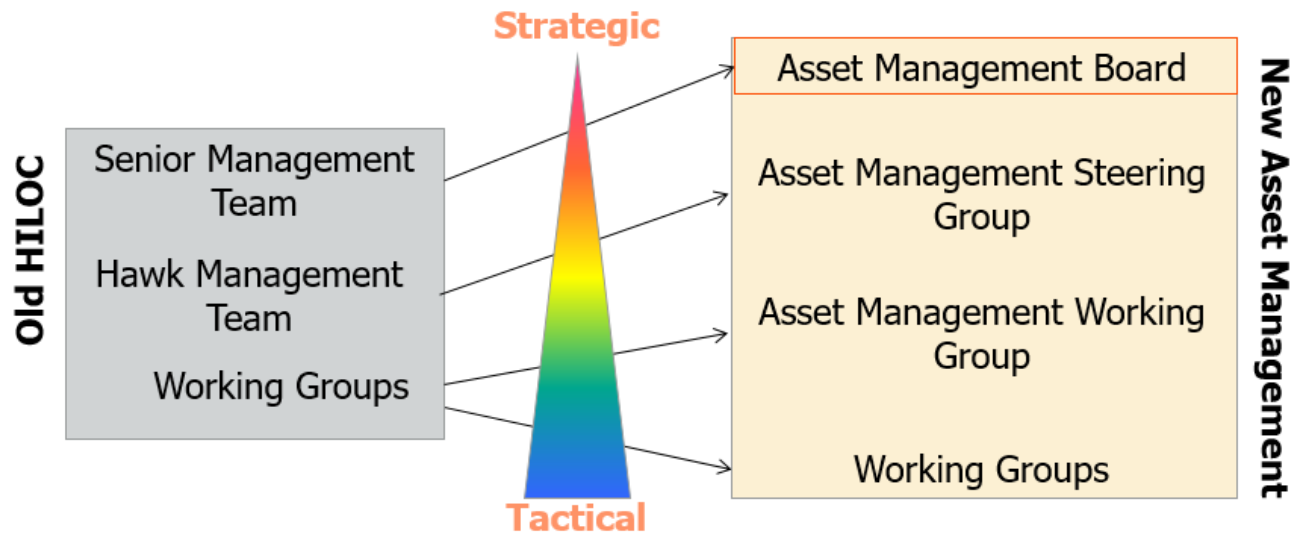 Strategic
Old HILOC
Senior Management
Team
Hawk Management
Team
Working Groups
Tactical
Asset Management Board
Asset Management Steering
Group
Asset Management Working
Group
Working Groups
New Asset Management